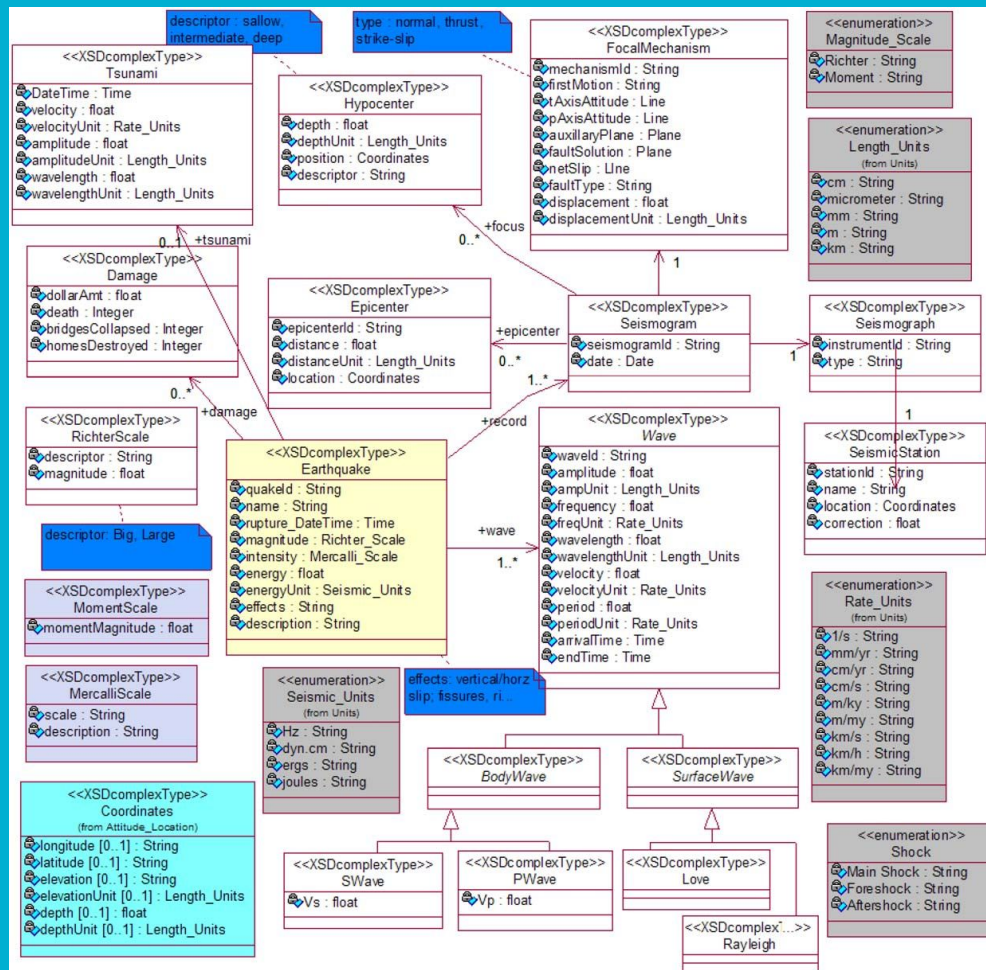 descriptor : sallow,
intermediate, deep
type : normal, thrust,
strike-slip
<<XSDcomplexType>>
Tsunami
DateTime : Time
velocity : float
velocityUnit : Rate_Units
amplitude : float
amplitudeUnit : Length_Units
wavelength : float
wavelengthUnit : Length_Units
<<XSDcomplexType>>
Hypocenter
depth : float
depthUnit : Length_Units
position : Coordinates
descriptor : String
<<XSDcomplexType>>
FocalMechanism
mechanismId : String
firstMotion : String
tAxisAttitude : Line
pAxisAttitude : Line
auxillaryPlane : Plane
faultSolution : Plane
netSlip : LIne
faultType : String
displacement : float
displacementUnit : Length_Units
<<enumeration>>
Magnitude_Scale
Richter : String
Moment : String
<<enumeration>>
Length_Units
(from Units)
cm : String
micrometer : String
mm : String
m : String
km : String
0..1
+tsunami
+focus
0..*
1
<<XSDcomplexType>>
Damage
dollarAmt : float
death : Integer
bridgesCollapsed : Integer
homesDestroyed : Integer
<<XSDcomplexType>>
Epicenter
epicenterId : String
distance : float
distanceUnit : Length_Units
location : Coordinates
+epicenter
0..*
<<XSDcomplexType>>
Seismogram
seismogramId : String
date : Date
1
<<XSDcomplexType>>
Seismograph
instrumentId : String
type : String
0..*
+damage
1..*
+record
1
<<XSDcomplexType>>
RichterScale
descriptor : String
magnitude : float
<<XSDcomplexType>>
Earthquake
quakeId : String
name : String
rupture_DateTime : Time
magnitude : Richter_Scale
intensity : Mercalli_Scale
energy : float
energyUnit : Seismic_Units
effects : String
description : String
+wave
1..*
<<XSDcomplexType>>
Wave
waveId : String
amplitude : float
ampUnit : Length_Units
frequency : float
freqUnit : Rate_Units
wavelength : float
wavelengthUnit : Length_Units
velocity : float
velocityUnit : Rate_Units
period : float
periodUnit : Rate_Units
arrivalTime : Time
endTime : Time
<<XSDcomplexType>>
SeismicStation
stationId : String
name : String
location : Coordinates
correction : float
descriptor: Big, Large
<<XSDcomplexType>>
MomentScale
momentMagnitude : float
<<XSDcomplexType>>
MercalliScale
scale : String
description : String
<<enumeration>>
Seismic_Units
(from Units)
Hz : String
dyn.cm : String
ergs : String
joules : String
effects: vertical/horz
slip; fissures, ri...
<<enumeration>>
Rate_Units
(from Units)
1/s : String
mm/yr : String
cm/yr : String
cm/s : String
m/ky : String
m/my : String
km/s : String
km/h : String
km/my : String
<<XSDcomplexType>>
BodyWave
<<XSDcomplexType>>
SurfaceWave
<<XSDcomplexType>>
Coordinates
(from Attitude_Location)
longitude [0..1] : String
latitude [0..1] : String
elevation [0..1] : String
elevationUnit [0..1] : Length_Units
depth [0..1] : float
depthUnit [0..1] : Length_Units
<<XSDcomplexType>>
SWave
Vs : float
<<XSDcomplexType>>
PWave
Vp : float
<<XSDcomplexType>>
Love
<<XSDcomplex˙T...>>
Rayleigh
<<enumeration>>
Shock
Main Shock : String
Foreshock : String
Aftershock : String